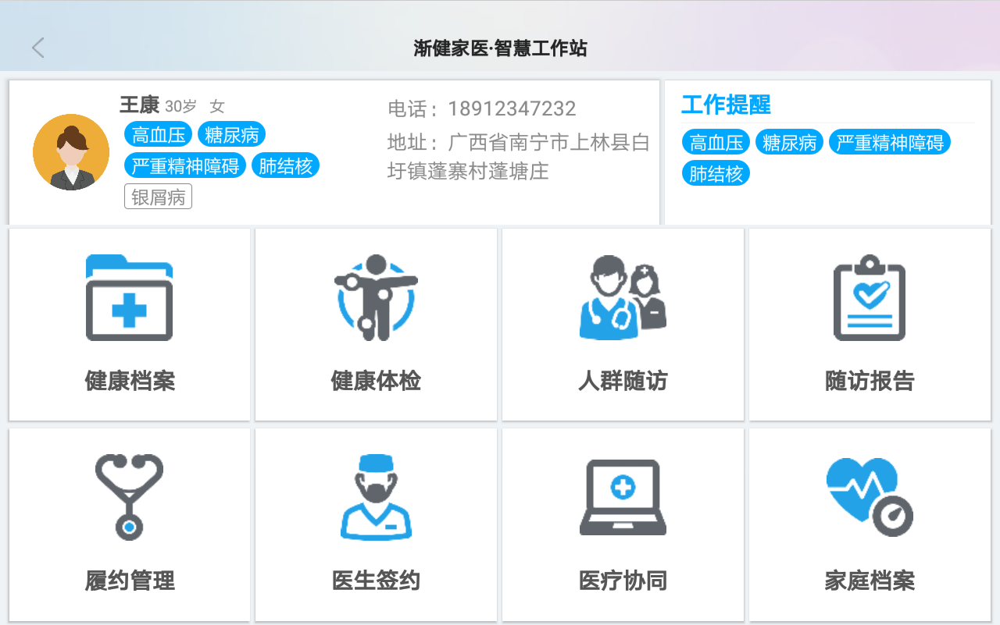 渐健家医·智慧工作站
王康 30岁 女
高血压 糖尿病
严重精神障碍 肺结核
银屑病
电话：18912347232
地址：广西省南宁市上林县白
圩镇蓬寨村蓬塘庄
工作提醒
高血压 糖尿病 严重精神障碍
肺结核
健康档案 健康体检 人群随访 随访报告
履约管理 医生签约 医疗协同 家庭档案